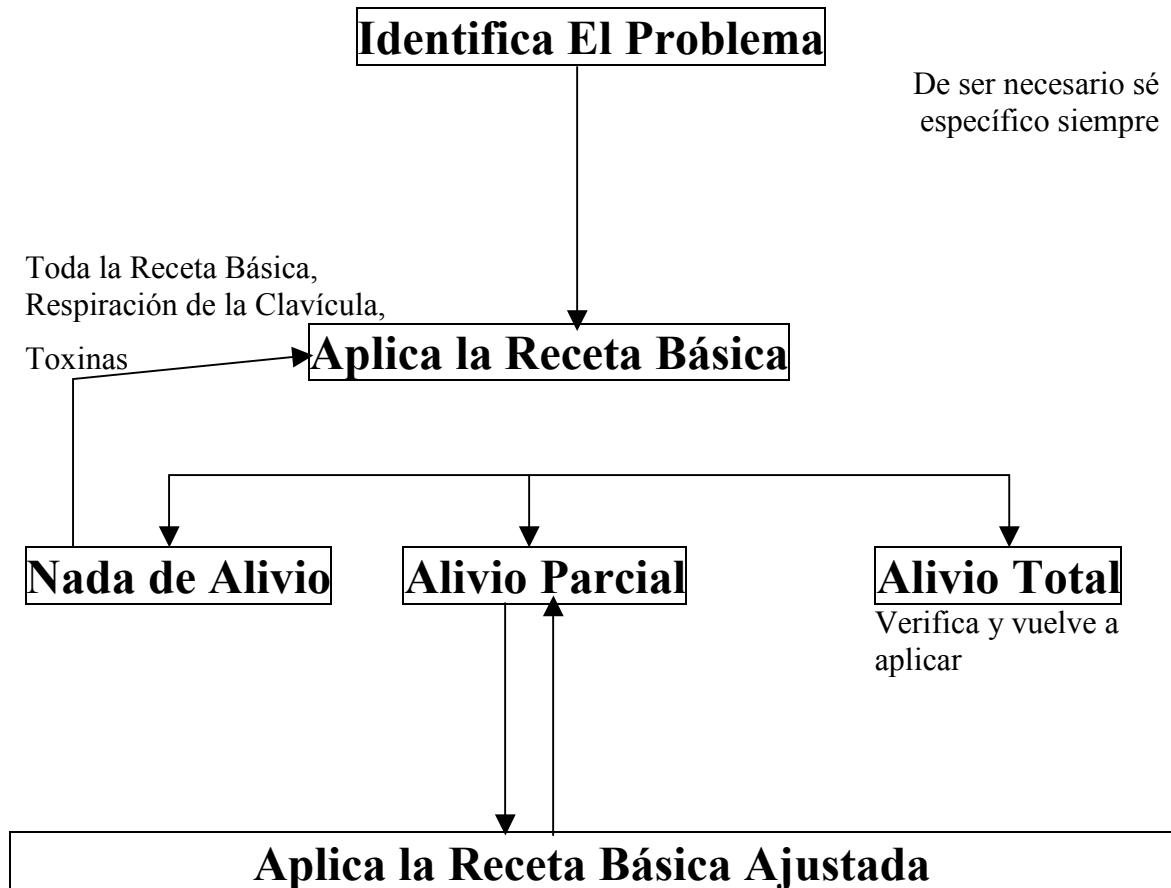 Identifica El Problema
De ser necesario sé
específico siempre
Toda la Receta Básica,
Respiración de la Clavícula,
Toxinas
Aplica la Receta Básica
Nada de Alivio
Alivio Parcial
Alivio Total
Verifica y vuelve a
aplicar
Aplica la Receta Básica Ajustada